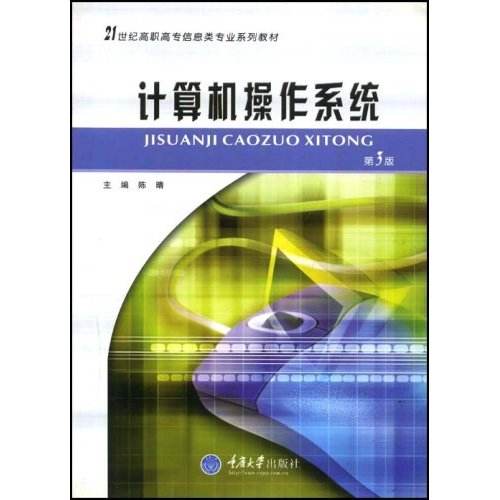 21世纪高职高专信息类专业系列教材
计算机操作系统
JISUANJI CAOZUO XITONG
第3版
主编 陈晴
重庆大学出版社